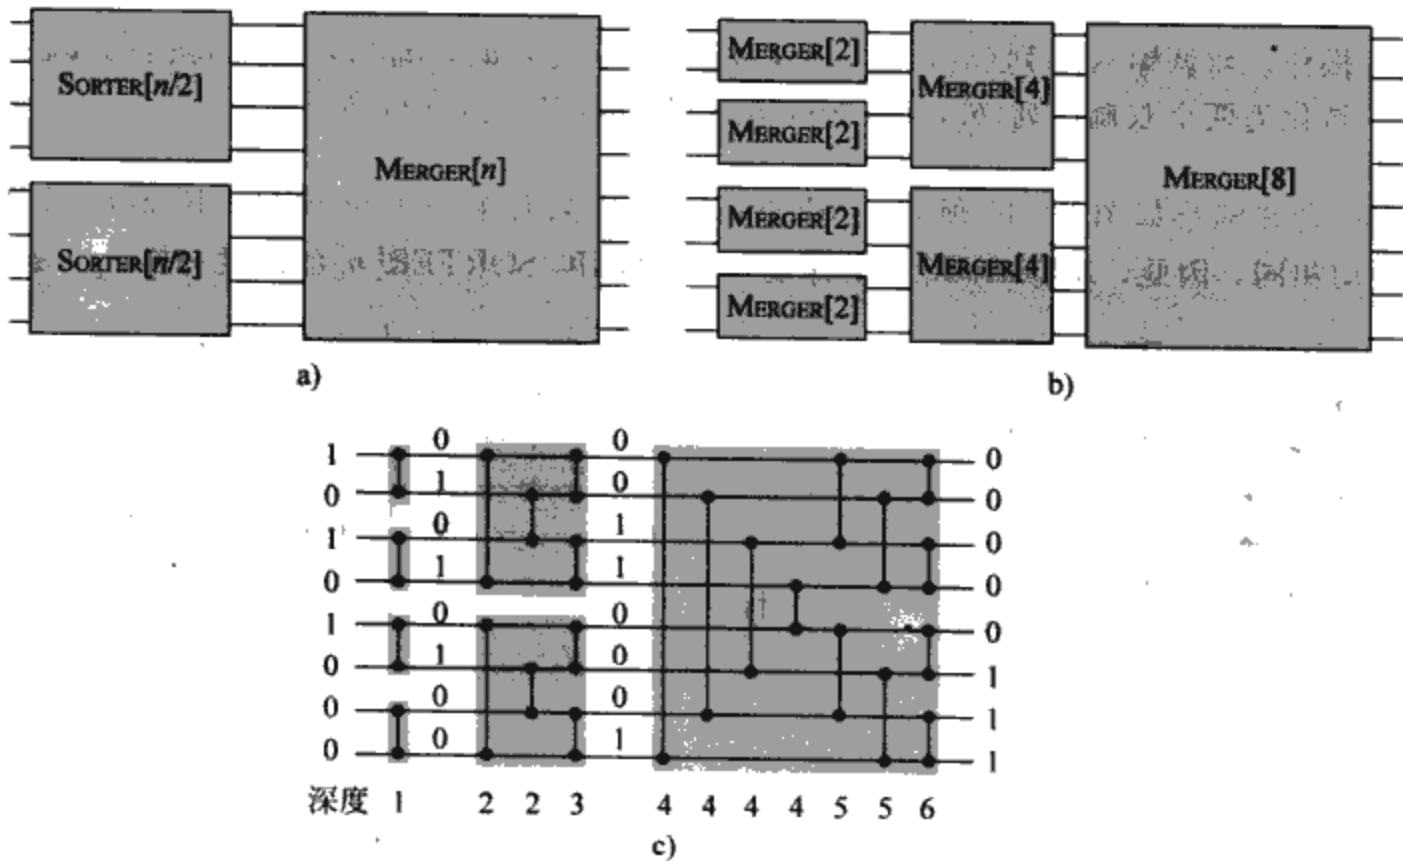 SORTER[n/2]
SORTER[n/2]
MERGER[n]
a)
MERGER[2]
MERGER[2]
MERGER[2]
MERGER[2]
MERGER[4]
MERGER[4]
MERGER[8]
b)
1 0 0 0
0 1 0 0
1 0 1 0
0 1 1 0
1 0 0 0
0 1 0 1
0 0 0 1
0 0 1 1
深度 1 2 2 3 4 4 4 4 5 5 6
c)